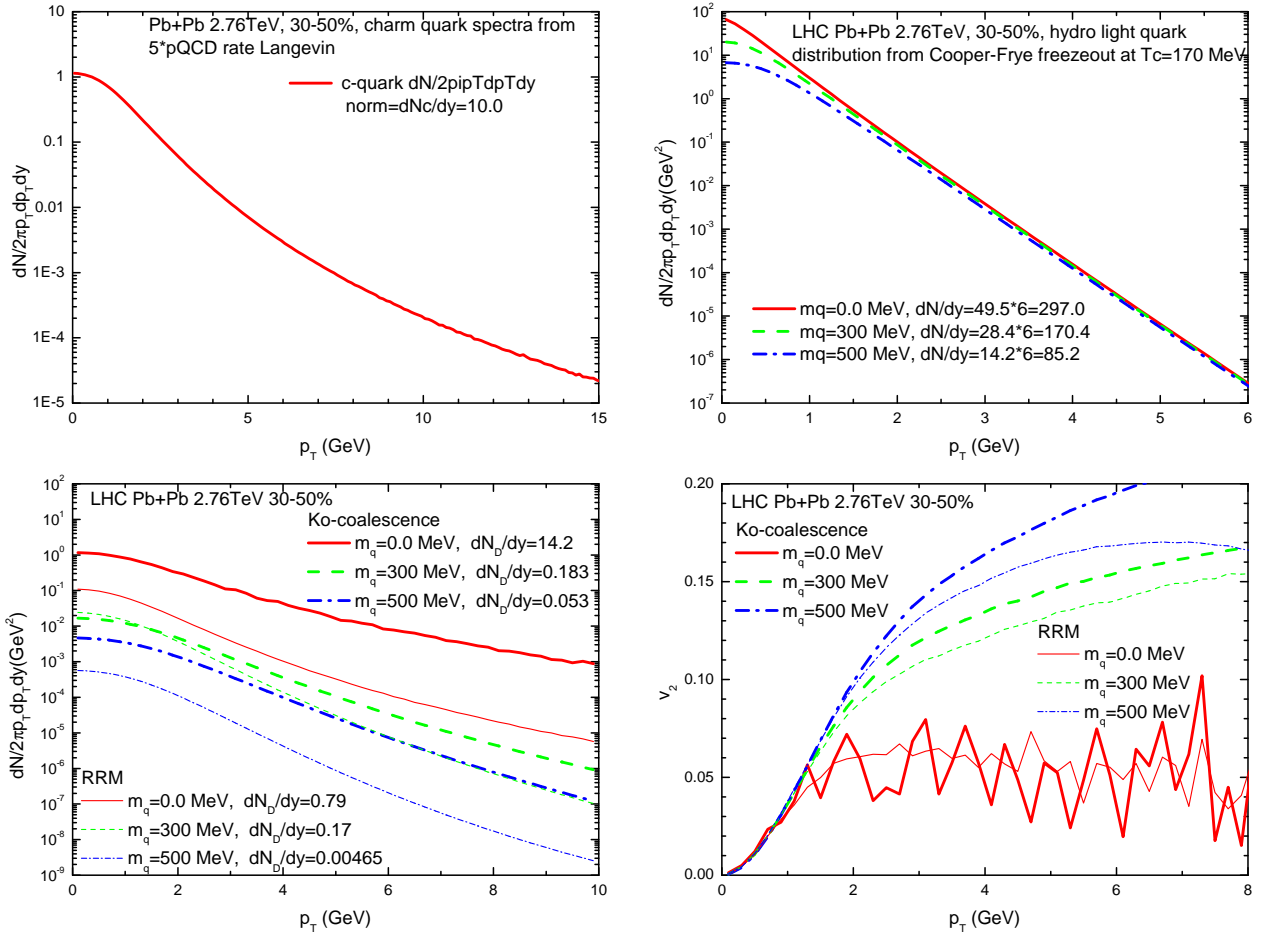 Pb+Pb 2.76TeV, 30-50%, charm quark spectra from
5*pQCD rate Langevin
c-quark dN/2pipTdpTdy
norm=dNc/dy=10.0
10
1
0.1
0.01
1E-3
1E-4
1E-5
dN/2πp_Tdp_Tdy
0 5 10 15
p_T (GeV)
LHC Pb+Pb 2.76TeV, 30-50%, hydro light quark
distribution from Cooper-Frye freezeout at Tc=170 MeV
mq=0.0 MeV, dN/dy=49.5*6=297.0
mq=300 MeV, dN/dy=28.4*6=170.4
mq=500 MeV, dN/dy=14.2*6=85.2
10^2
10^1
10^0
10^-1
10^-2
10^-3
10^-4
10^-5
10^-6
10^-7
dN/2πp_Tdp_Tdy(GeV^2)
0 1 2 3 4 5 6
p_T (GeV)
LHC Pb+Pb 2.76TeV 30-50%
Ko-coalescence
m_q=0.0 MeV, dN_D/dy=14.2
m_q=300 MeV, dN_D/dy=0.183
m_q=500 MeV, dN_D/dy=0.053
RRM
m_q=0.0 MeV, dN_D/dy=0.79
m_q=300 MeV, dN_D/dy=0.17
m_q=500 MeV, dN_D/dy=0.00465
10^2
10^1
10^0
10^-1
10^-2
10^-3
10^-4
10^-5
10^-6
10^-7
10^-8
10^-9
dN/2πp_Tdp_Tdy(GeV^2)
0 2 4 6 8 10
p_T (GeV)
LHC Pb+Pb 2.76TeV 30-50%
Ko-coalescence
m_q=0.0 MeV
m_q=300 MeV
m_q=500 MeV
RRM
m_q=0.0 MeV
m_q=300 MeV
m_q=500 MeV
0.20
0.15
0.10
0.05
0.00
v_2
0 2 4 6 8
p_T (GeV)